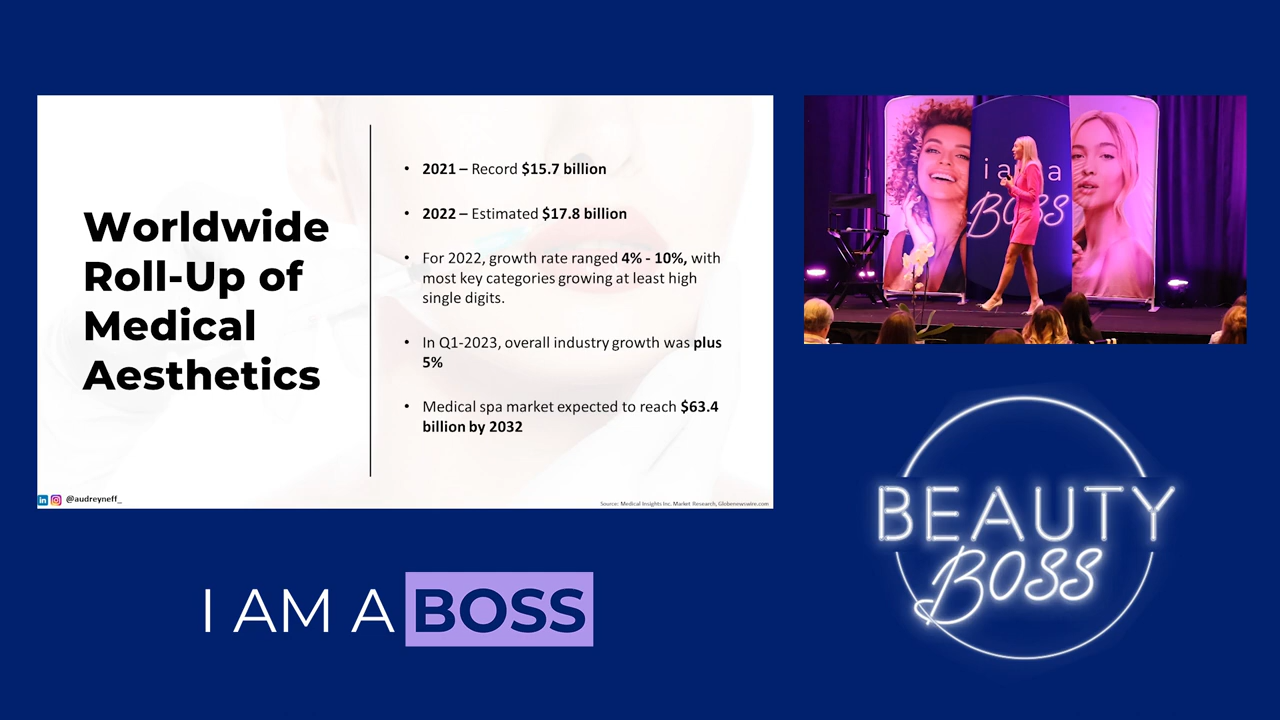 Worldwide
Roll-Up of
Medical
Aesthetics
• 2021 – Record $15.7 billion
• 2022 – Estimated $17.8 billion
• For 2022, growth rate ranged 4% - 10%, with
most key categories growing at least high
single digits.
• In Q1-2023, overall industry growth was plus
5%
• Medical spa market expected to reach $63.4
billion by 2032
in @audreyneff_
Source: Medical Insights Inc. Market Research, Globenewswire.com
i a a
BOSS
BEAUTY
BOSS
I AM A BOSS